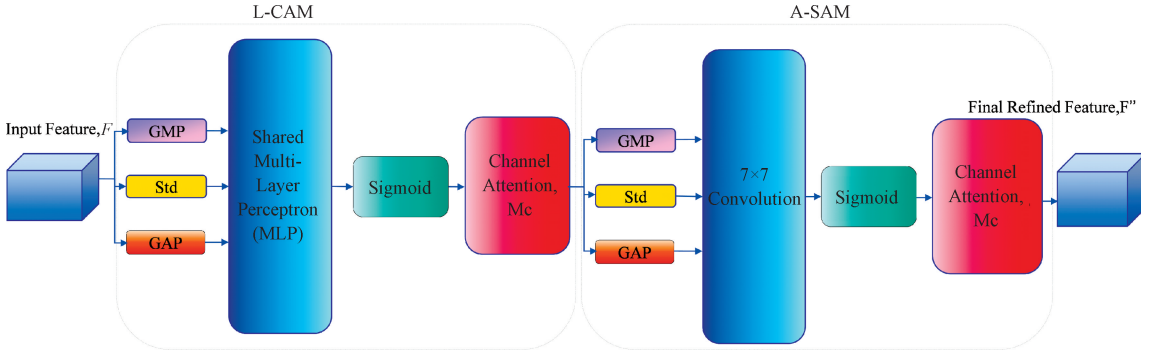 L-CAM
A-SAM
Input Feature,F
GMP
Std
GAP
Shared
Multi-
Layer
Perceptron
(MLP)
Sigmoid
Channel
Attention,
Mc
GMP
Std
GAP
7×7
Convolution
Sigmoid
Channel
Attention,
Mc
Final Refined Feature,F"